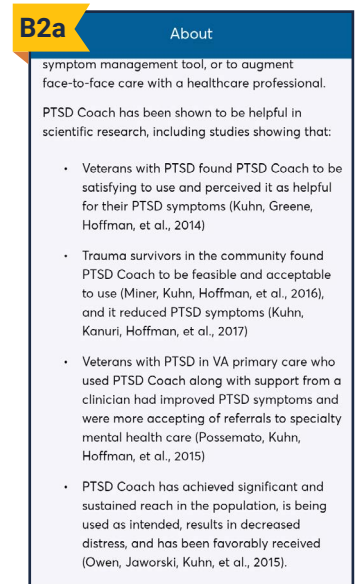 B2a
About
symptom management tool, or to augment
face-to-face care with a healthcare professional.
PTSD Coach has been shown to be helpful in
scientific research, including studies showing that:
• Veterans with PTSD found PTSD Coach to be
satisfying to use and perceived it as helpful
for their PTSD symptoms (Kuhn, Greene,
Hoffman, et al., 2014)
• Trauma survivors in the community found
PTSD Coach to be feasible and acceptable
to use (Miner, Kuhn, Hoffman, et al., 2016),
and it reduced PTSD symptoms (Kuhn,
Kanuri, Hoffman, et al., 2017)
• Veterans with PTSD in VA primary care who
used PTSD Coach along with support from a
clinician had improved PTSD symptoms and
were more accepting of referrals to specialty
mental health care (Possemato, Kuhn,
Hoffman, et al., 2015)
• PTSD Coach has achieved significant and
sustained reach in the population, is being
used as intended, results in decreased
distress, and has been favorably received
(Owen, Jaworski, Kuhn, et al., 2015).